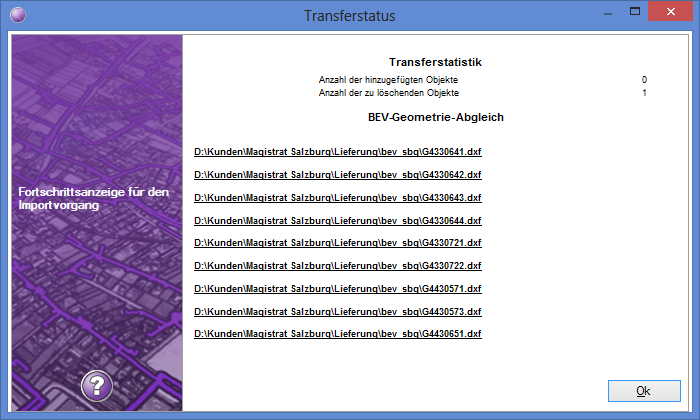 Transferstatus
Transferstatistik
Anzahl der hinzugefügten Objekte 0
Anzahl der zu löschenden Objekte 1
BEV-Geometrie-Abgleich
D:\Kunden\Magistrat Salzburg\Lieferung\bev_sbg\G4330641.dxf
D:\Kunden\Magistrat Salzburg\Lieferung\bev_sbg\G4330642.dxf
D:\Kunden\Magistrat Salzburg\Lieferung\bev_sbg\G4330643.dxf
D:\Kunden\Magistrat Salzburg\Lieferung\bev_sbg\G4330644.dxf
D:\Kunden\Magistrat Salzburg\Lieferung\bev_sbg\G4330721.dxf
D:\Kunden\Magistrat Salzburg\Lieferung\bev_sbg\G4330722.dxf
D:\Kunden\Magistrat Salzburg\Lieferung\bev_sbg\G4430571.dxf
D:\Kunden\Magistrat Salzburg\Lieferung\bev_sbg\G4430573.dxf
D:\Kunden\Magistrat Salzburg\Lieferung\bev_sbg\G4430651.dxf
Fortschrittsanzeige für den
Importvorgang
?
Ok